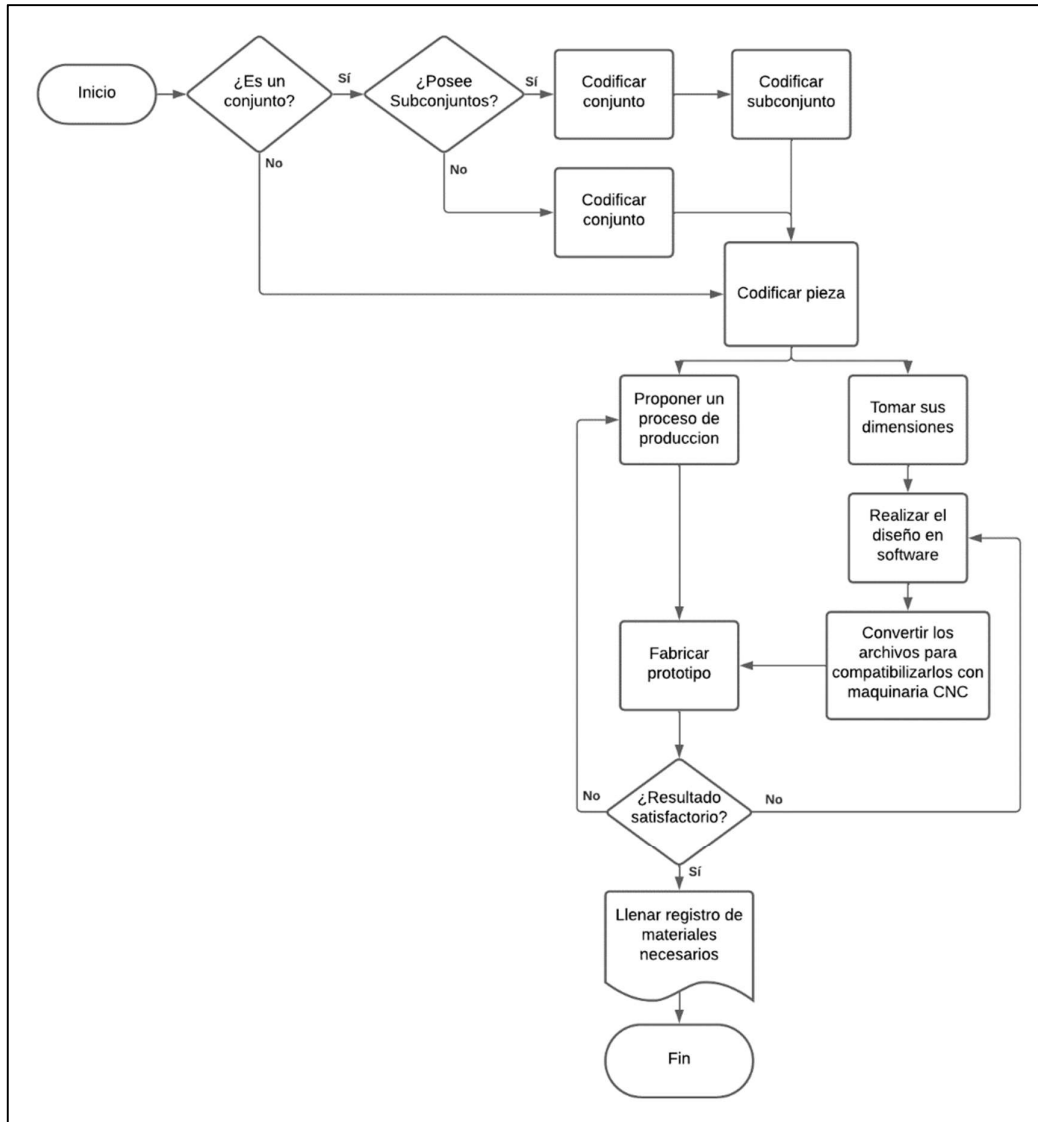 Inicio
¿Es un
conjunto?
Sí
¿Posee
Subconjuntos?
Sí
Codificar
conjunto
Codificar
subconjunto
No
No
Codificar
conjunto
Codificar pieza
Proponer un
proceso de
produccion
Tomar sus
dimensiones
Realizar el
diseño en
software
Fabricar
prototipo
Convertir los
archivos para
compatibilizarlos con
maquinaria CNC
No
¿Resultado
satisfactorio?
No
Sí
Llenar registro de
materiales
necesarios
Fin